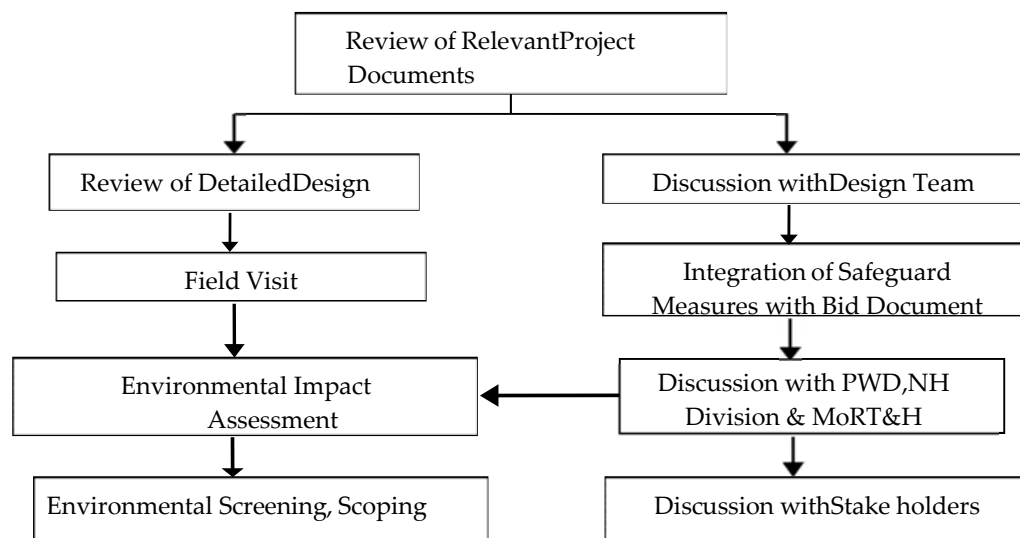 Review of RelevantProject
Documents
Review of DetailedDesign
Discussion withDesign Team
Field Visit
Integration of Safeguard
Measures with Bid Document
Environmental Impact
Assessment
Discussion with PWD,NH
Division & MoRT&H
Environmental Screening, Scoping
Discussion withStake holders